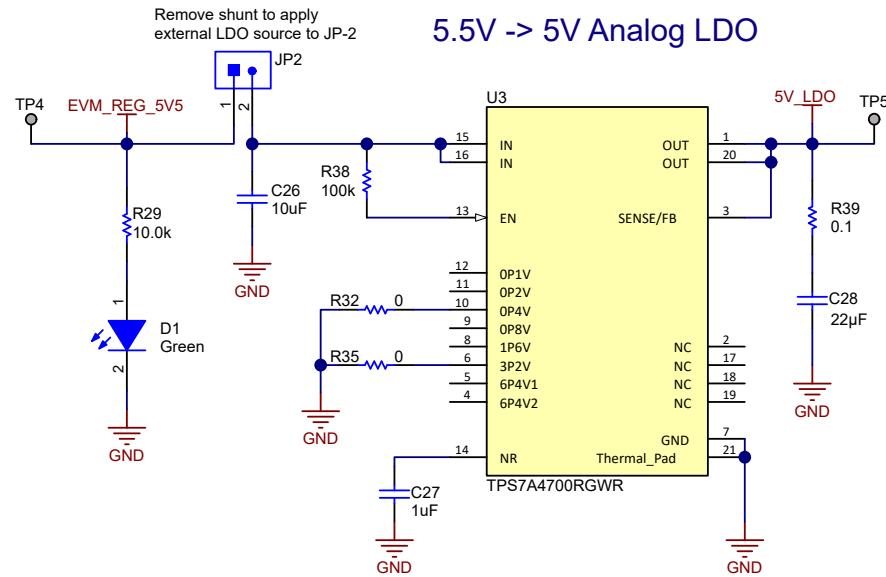 Remove shunt to apply
external LDO source to JP-2
5.5V -> 5V Analog LDO
JP2
1
2
TP4
EVM_REG_5V5
U3
5V_LDO
TP5
15
IN
16
IN
OUT
1
OUT
20
R38
100k
C26
10uF
13
EN
SENSE/FB
3
R29
10.0k
R39
0.1
GND
12
0P1V
11
0P2V
R32
0
10
0P4V
9
0P8V
8
1P6V
R35
0
6
3P2V
5
6P4V1
4
6P4V2
NC
2
NC
17
NC
18
NC
19
1
D1
Green
2
C28
22µF
GND
GND
GND
GND
7
14
NR
Thermal_Pad
21
TPS7A4700RGWR
C27
1uF
GND
GND